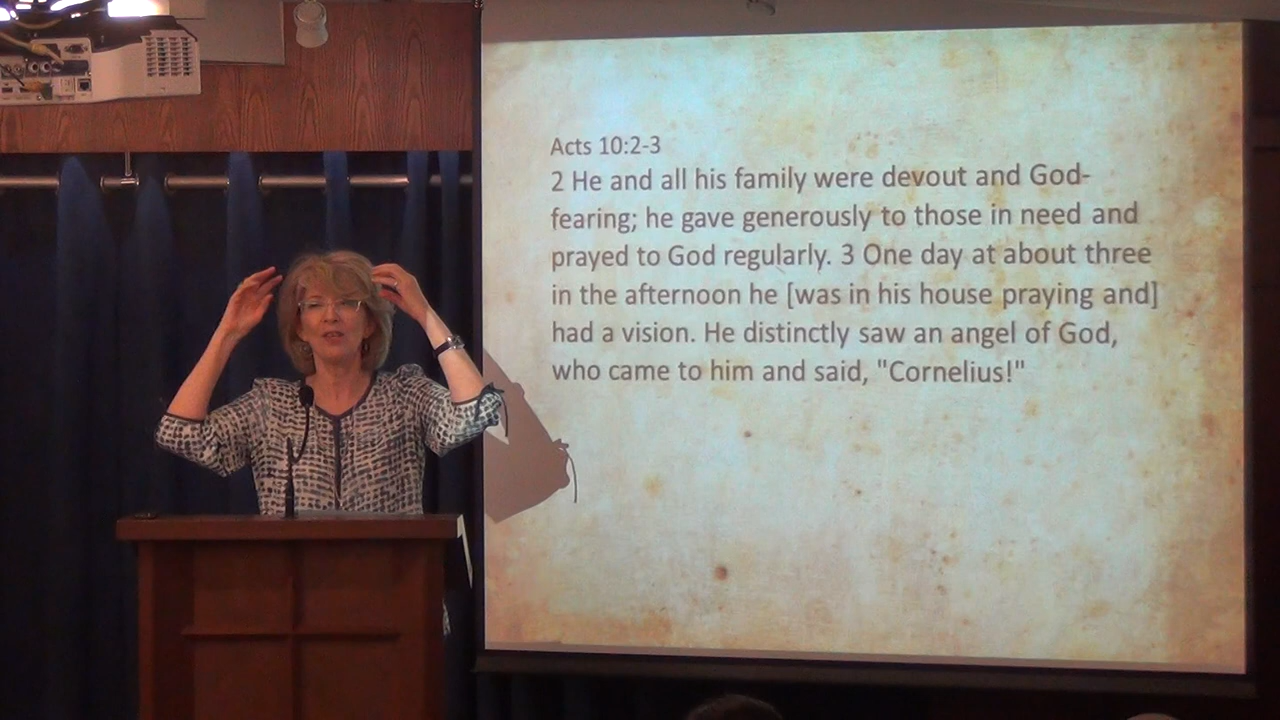 Acts 10:2-3
2 He and all his family were devout and God-
fearing; he gave generously to those in need and
prayed to God regularly. 3 One day at about three
in the afternoon he [was in his house praying and]
had a vision. He distinctly saw an angel of God,
who came to him and said, "Cornelius!"